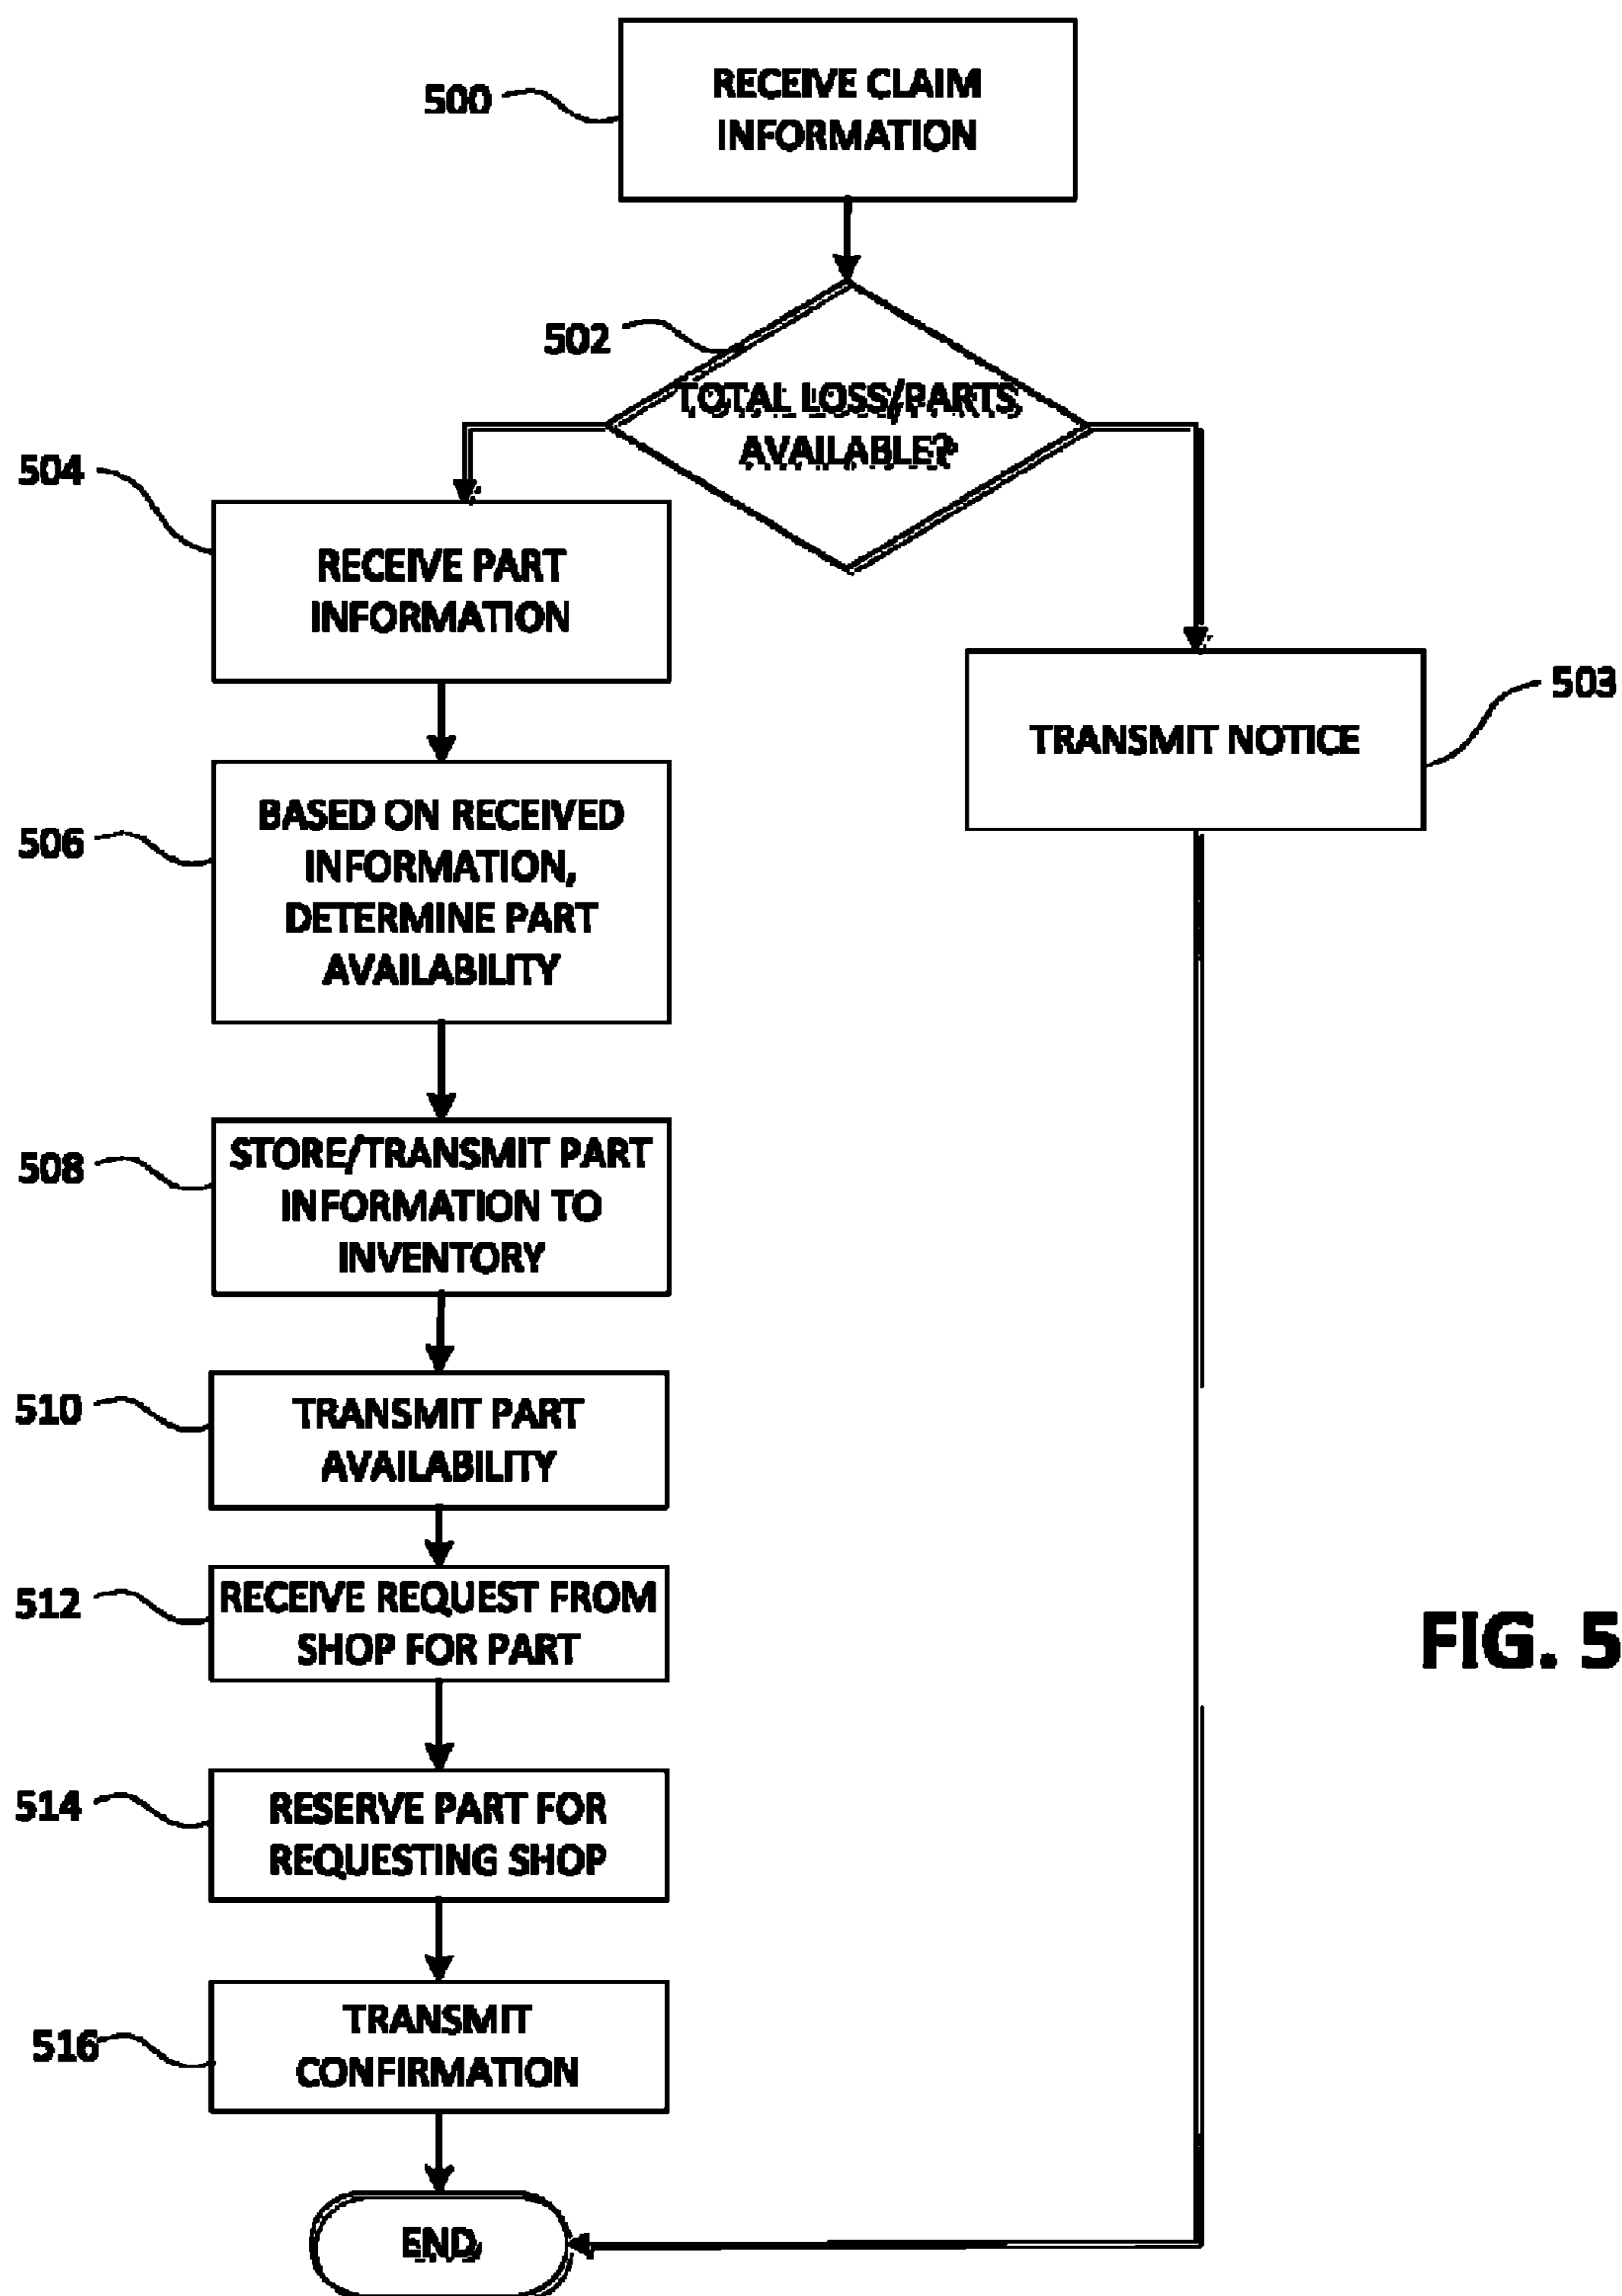 500
RECEIVE CLAIM
INFORMATION
502
TOTAL LOSS/PARTS
AVAILABLE?
504
RECEIVE PART
INFORMATION
503
TRANSMIT NOTICE
506
BASED ON RECEIVED
INFORMATION,
DETERMINE PART
AVAILABILITY
508
STORE/TRANSMIT PART
INFORMATION TO
INVENTORY
510
TRANSMIT PART
AVAILABILITY
512
RECEIVE REQUEST FROM
SHOP FOR PART
FIG. 5
514
RESERVE PART FOR
REQUESTING SHOP
516
TRANSMIT
CONFIRMATION
END